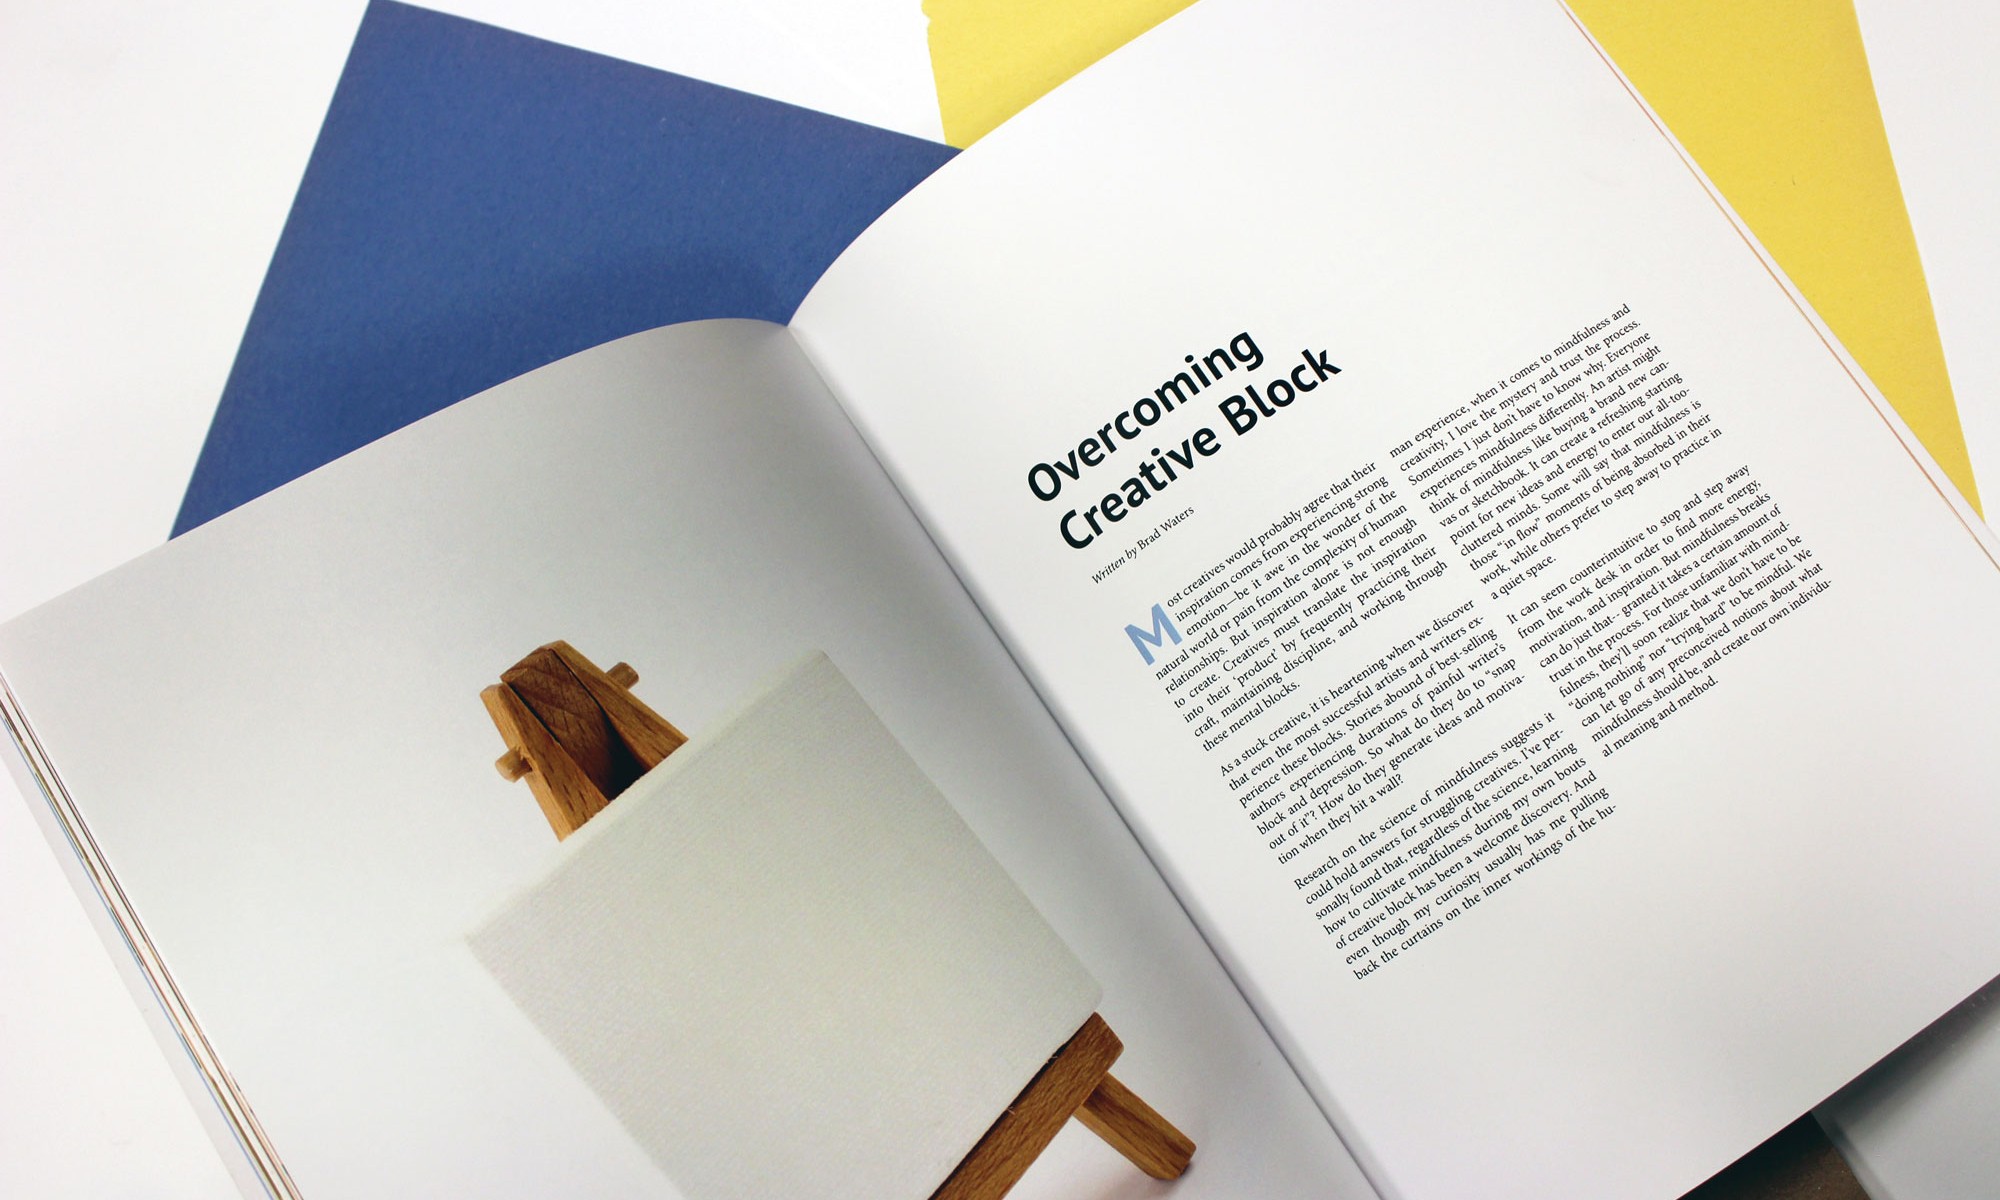 Overcoming
Creative Block
Written by Brad Waters
Most creatives would probably agree that their
inspiration comes from experiencing strong
emotion—be it awe in the wonder of the
natural world or pain from the complexity of human
relationships. But inspiration alone is not enough
to create. Creatives must translate the inspiration
into their 'product' by frequently practicing their
craft, maintaining discipline, and working through
these mental blocks.
As a stuck creative, it is heartening when we discover
that even the most successful artists and writers ex-
perience these blocks. Stories abound of best-selling
authors experiencing durations of painful writer's
block and depression. So what do they do to “snap
out of it”? How do they generate ideas and motiva-
tion when they hit a wall?
Research on the science of mindfulness suggests it
could hold answers for struggling creatives. I've per-
sonally found that, regardless of the science, learning
how to cultivate mindfulness during my own bouts
of creative block has been a welcome discovery. And
even though my curiosity usually has me pulling
back the curtains on the inner workings of the hu-
man experience, when it comes to mindfulness and
creativity, I love the mystery and trust the process.
Sometimes I just don't have to know why. Everyone
experiences mindfulness differently. An artist might
think of mindfulness like buying a brand new can-
vas or sketchbook. It can create a refreshing starting
point for new ideas and energy to enter our all-too-
cluttered minds. Some will say that mindfulness is
those “in flow” moments of being absorbed in their
work, while others prefer to step away to practice in
a quiet space.
It can seem counterintuitive to stop and step away
from the work desk in order to find more energy,
motivation, and inspiration. But mindfulness breaks
can do just that-- granted it takes a certain amount of
trust in the process. For those unfamiliar with mind-
fulness, they'll soon realize that we don't have to be
“doing nothing” nor “trying hard” to be mindful. We
can let go of any preconceived notions about what
mindfulness should be, and create our own individu-
al meaning and method.